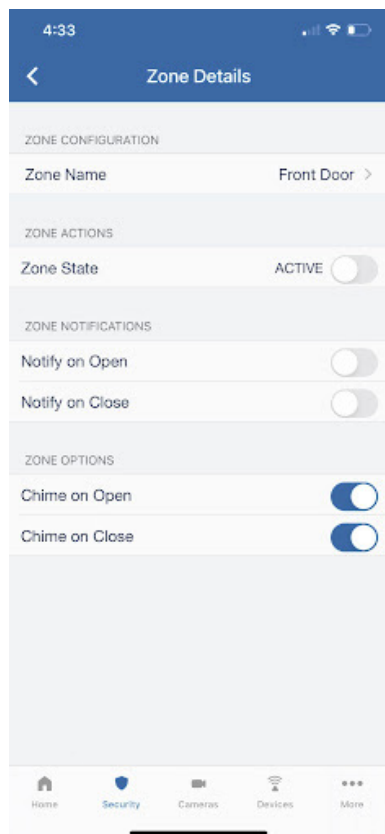 4:33
Zone Details
ZONE CONFIGURATION
Zone Name Front Door
ZONE ACTIONS
Zone State ACTIVE
ZONE NOTIFICATIONS
Notify on Open
Notify on Close
ZONE OPTIONS
Chime on Open
Chime on Close
Home Security Cameras Devices More